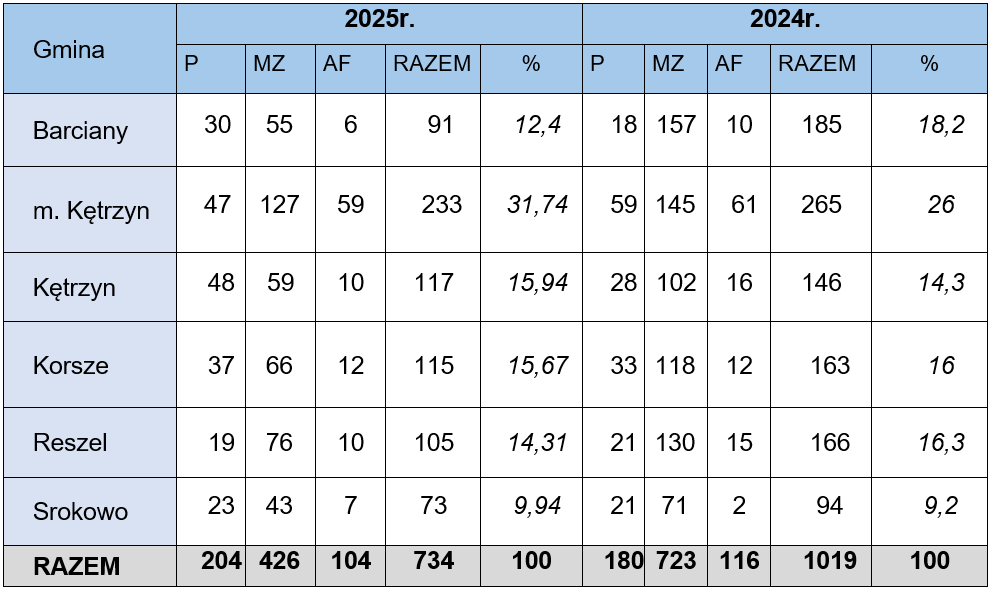 Gmina 2025r. 2024r.
P MZ AF RAZEM % P MZ AF RAZEM %
Barciany 30 55 6 91 12,4 18 157 10 185 18,2
m. Kętrzyn 47 127 59 233 31,74 59 145 61 265 26
Kętrzyn 48 59 10 117 15,94 28 102 16 146 14,3
Korsze 37 66 12 115 15,67 33 118 12 163 16
Reszel 19 76 10 105 14,31 21 130 15 166 16,3
Srokowo 23 43 7 73 9,94 21 71 2 94 9,2
RAZEM 204 426 104 734 100 180 723 116 1019 100